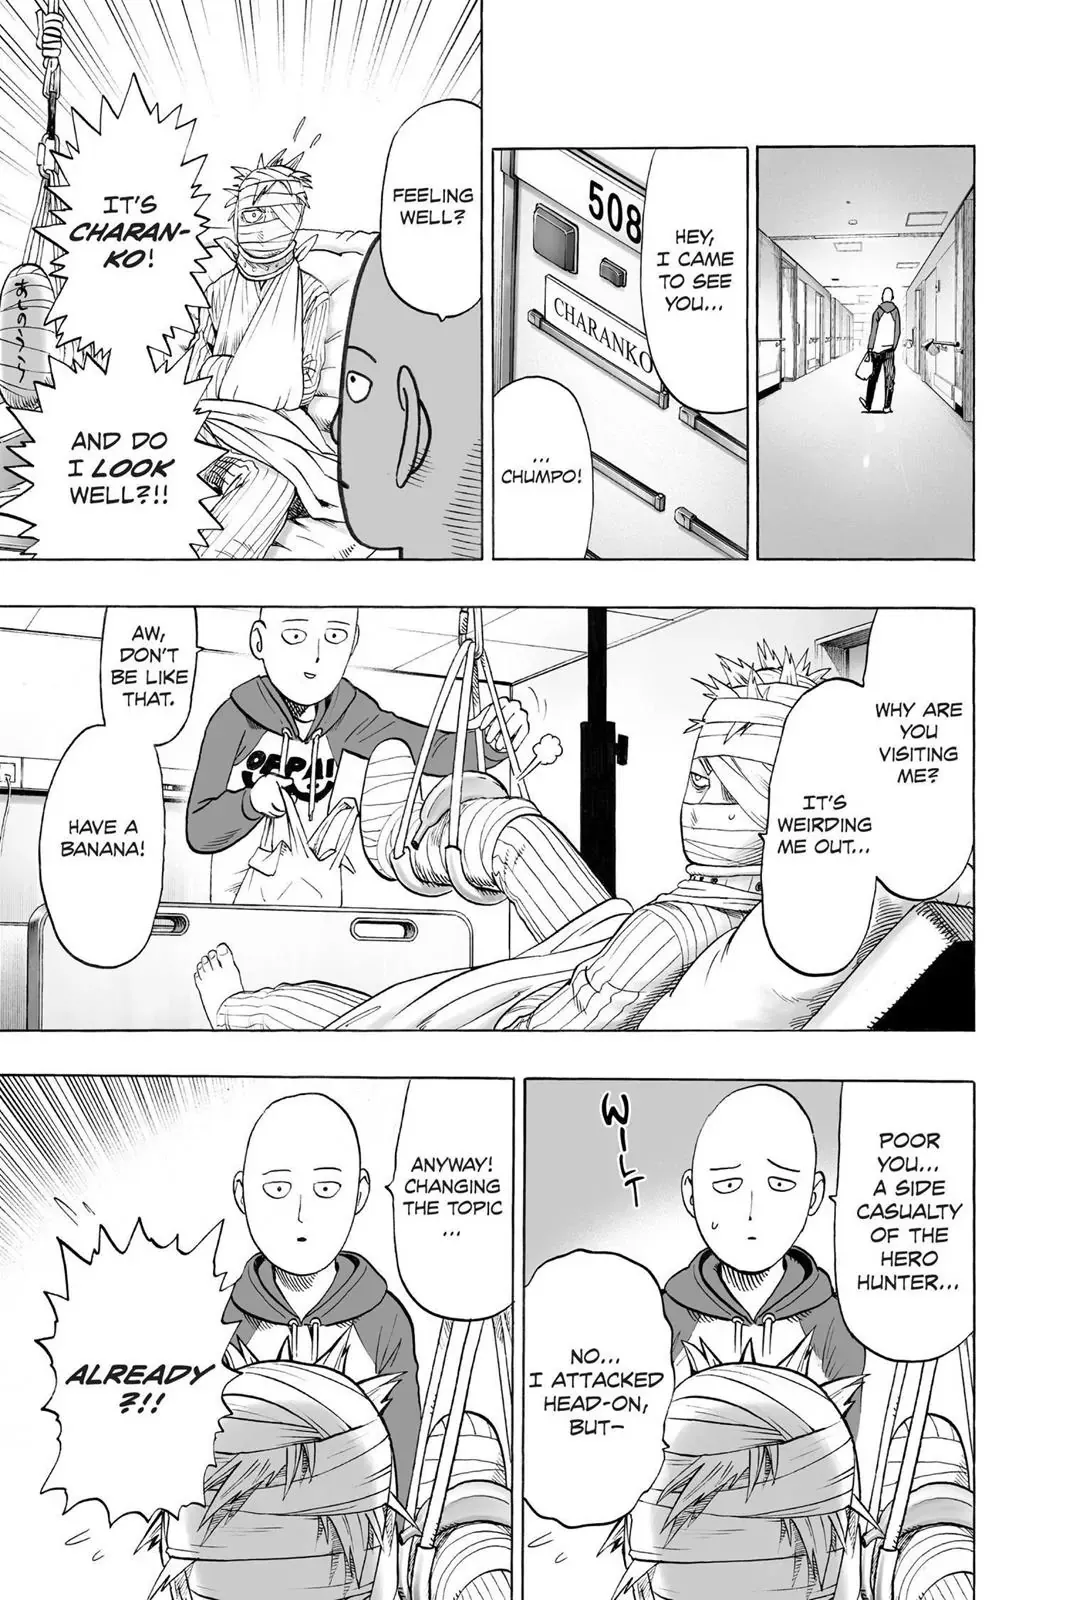 508
HEY,
I CAME
TO SEE
YOU...
CHARANKO
...
CHUMPO!
FEELING
WELL?
IT'S
CHARAN-
KO!
AND DO
I LOOK
WELL?!!
WHY ARE
YOU
VISITING
ME?
IT'S
WEIRDING
ME OUT...
AW,
DON'T
BE LIKE
THAT.
HAVE A
BANANA!
OPPAI
POOR
YOU...
A SIDE
CASUALTY
OF THE
HERO
HUNTER...
WILT
NO...
I ATTACKED
HEAD-ON,
BUT–
ANYWAY!
CHANGING
THE TOPIC
...
ALREADY
?!!